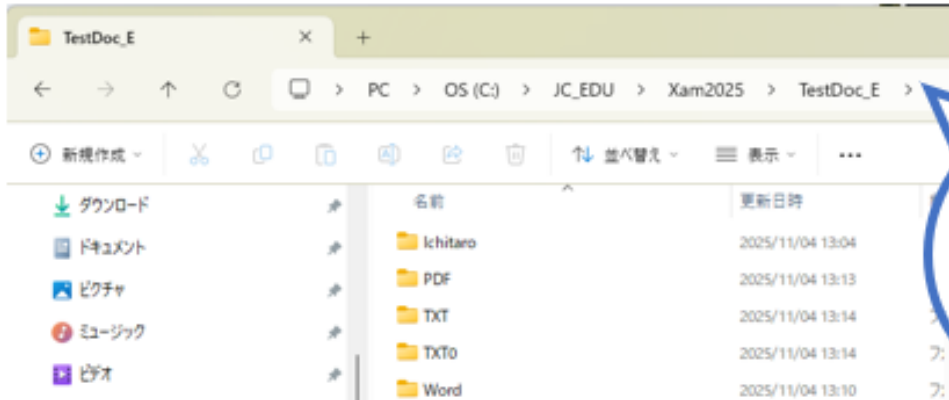 TestDoc_E
PC > OS (C:) > JC_EDU > Xam2025 > TestDoc_E >
新規作成 並べ替え 表示 ...
名前 更新日時
ダウンロード
ドキュメント
ピクチャ
ミュージック
ビデオ
Ichitaro 2025/11/04 13:04
PDF 2025/11/04 13:13
TXT 2025/11/04 13:14
TXT0 2025/11/04 13:14
Word 2025/11/04 13:10